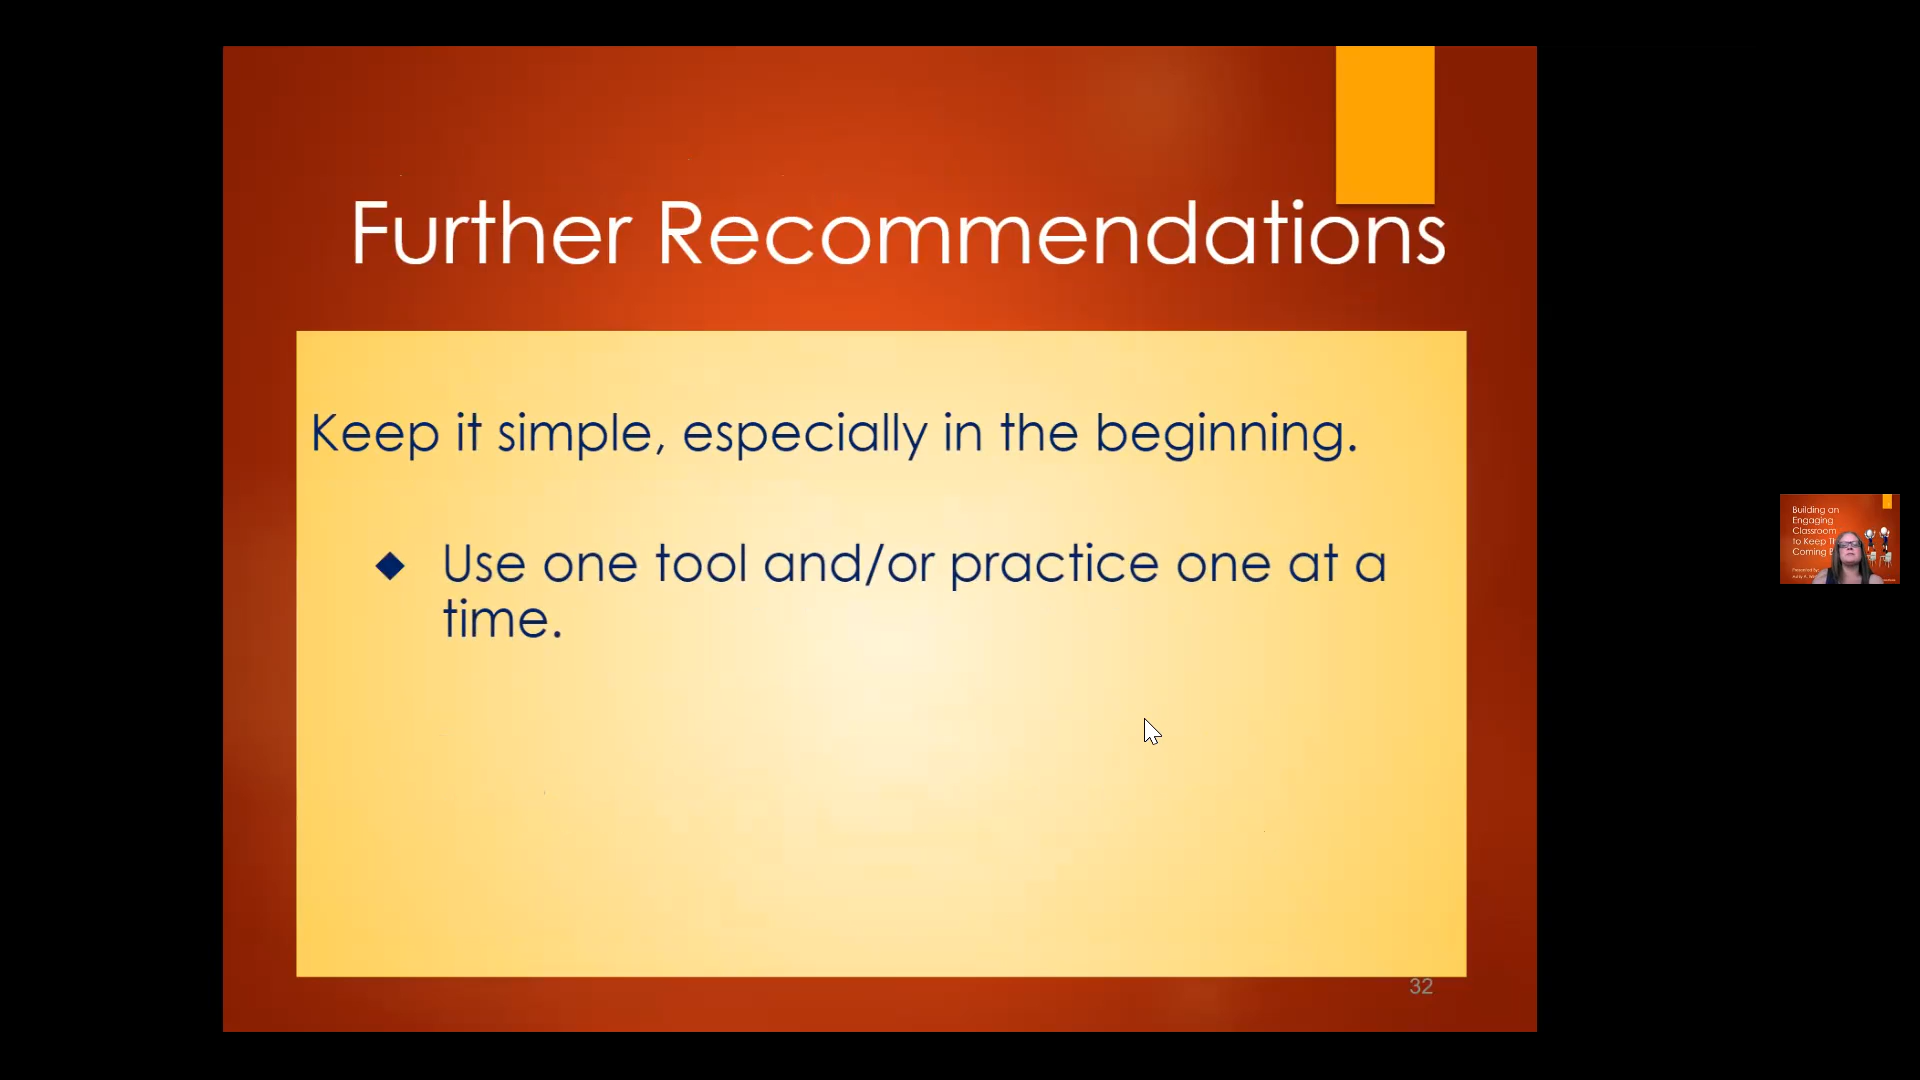 Further Recommendations
Keep it simple, especially in the beginning.
Use one tool and/or practice one at a
time.
32
Building an
Engaging
Classroom
to Keep
Coming